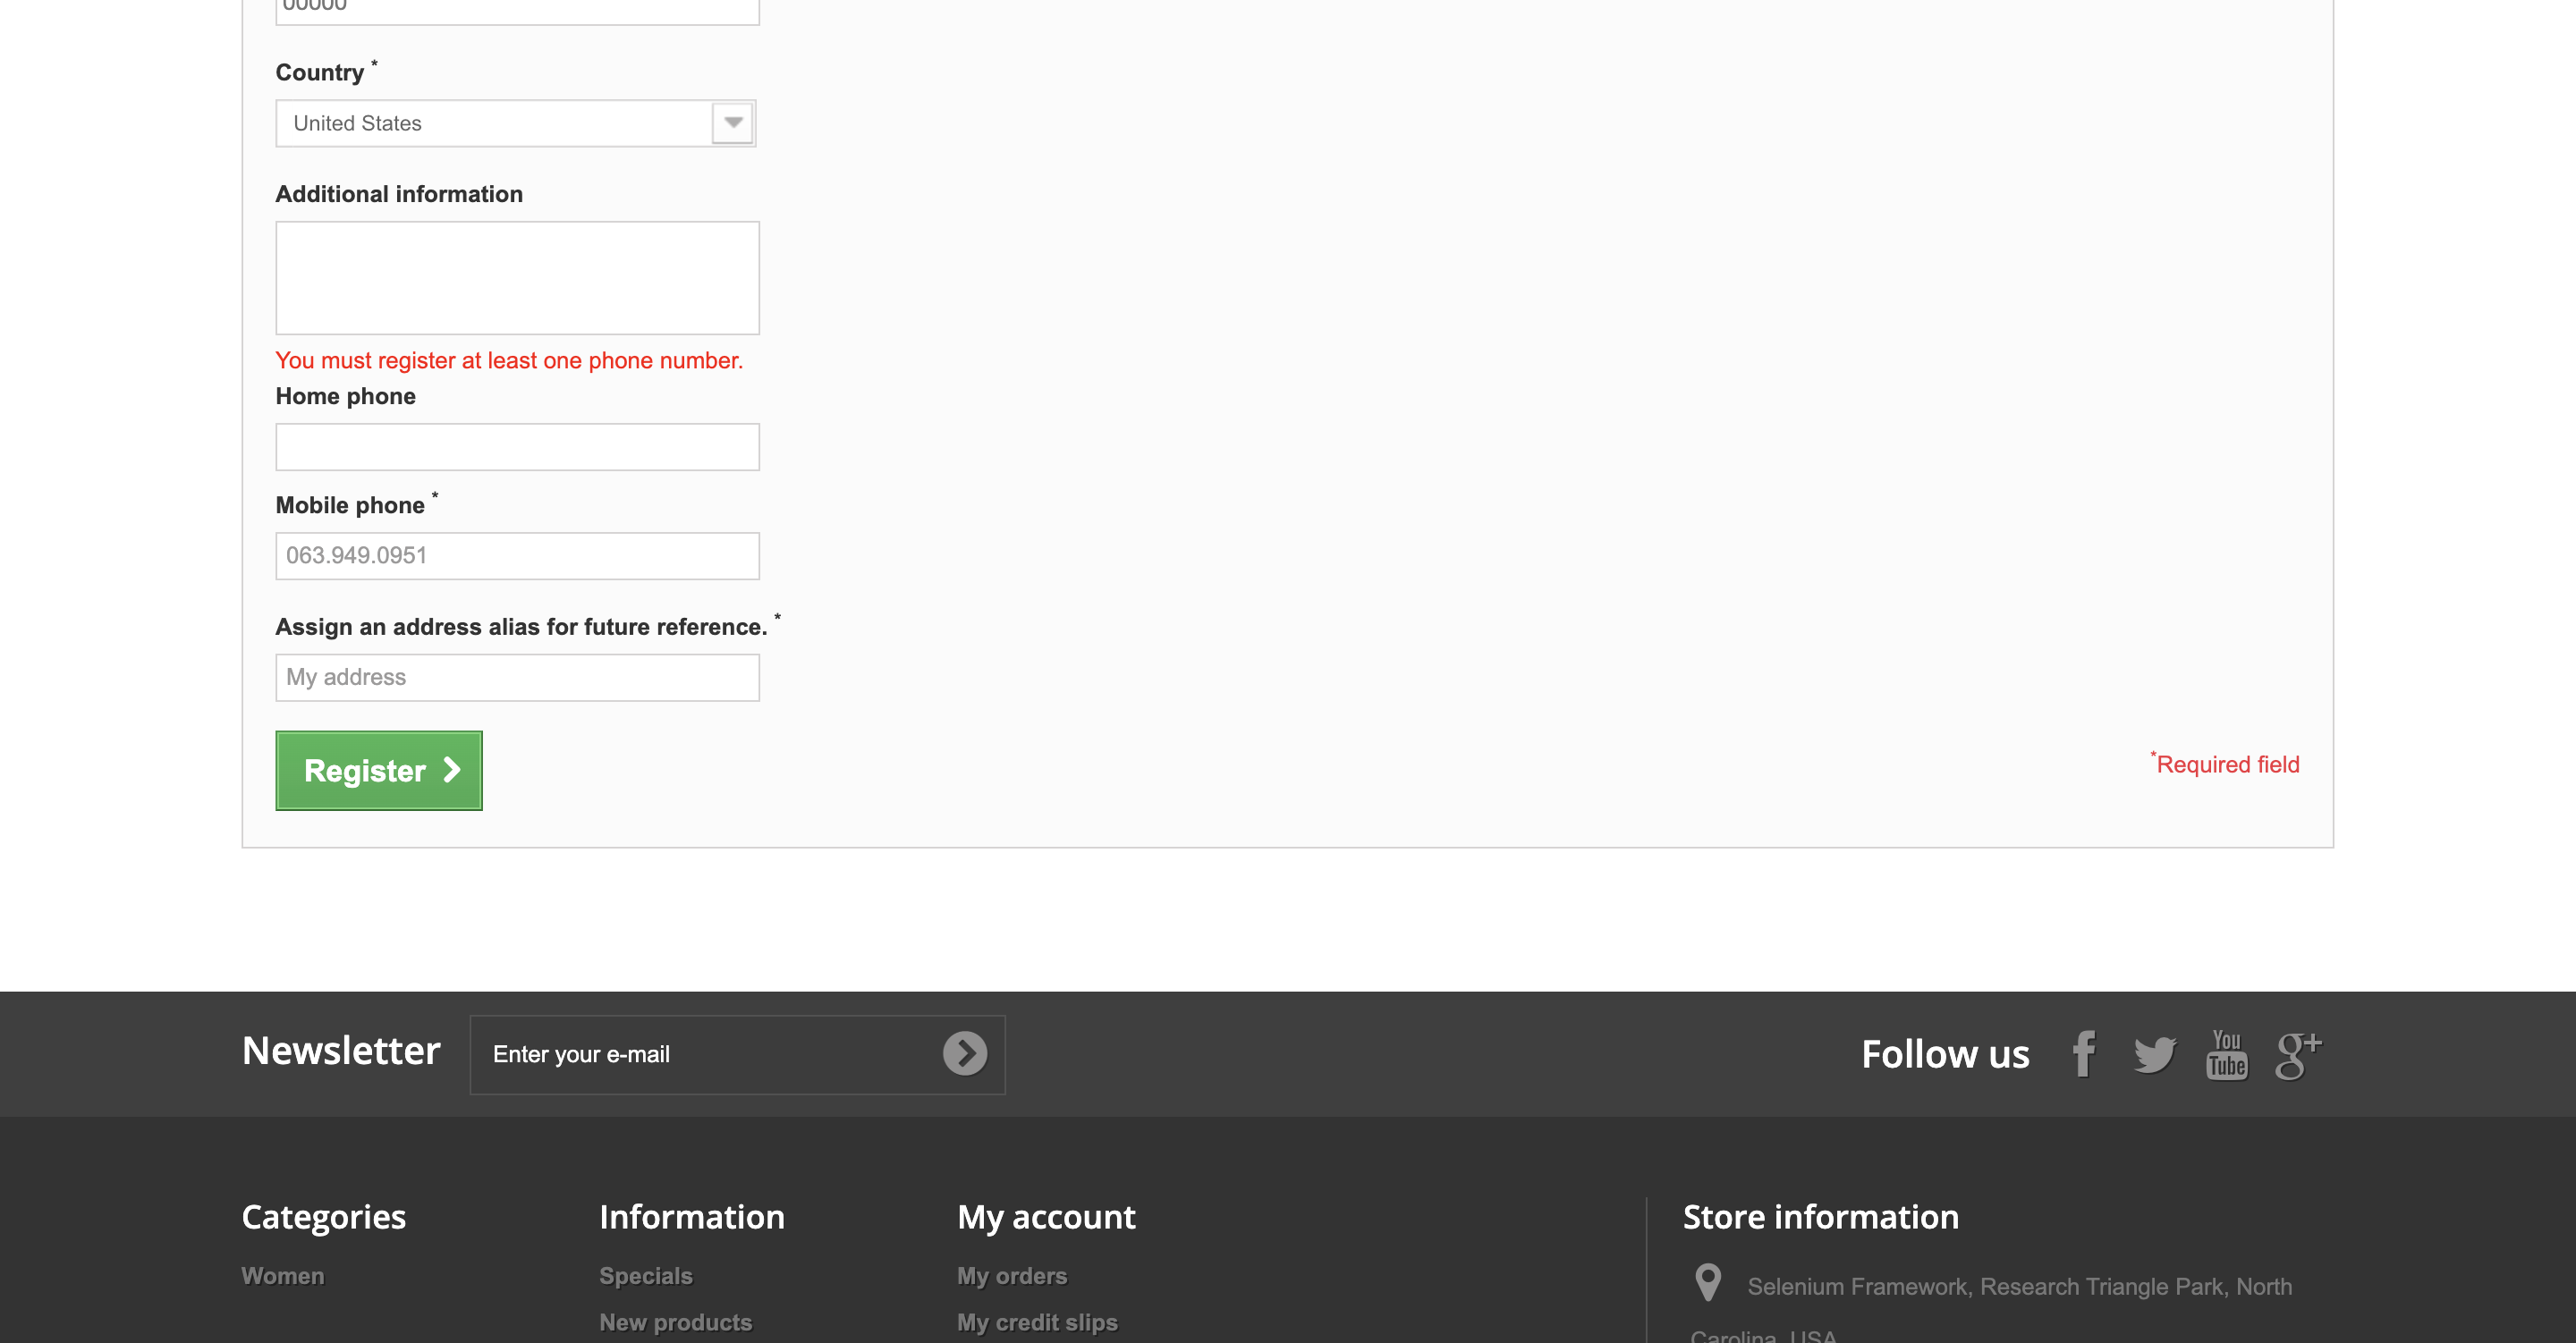 00000
Country *
United States
Additional information
You must register at least one phone number.
Home phone
Mobile phone *
063.949.0951
Assign an address alias for future reference. *
My address
Register
*Required field
Newsletter
Enter your e-mail
Follow us
You
Tube
g+
Categories
Information
My account
Store information
Women
Specials
My orders
Selenium Framework, Research Triangle Park, North
New products
My credit slips
Carolina, USA